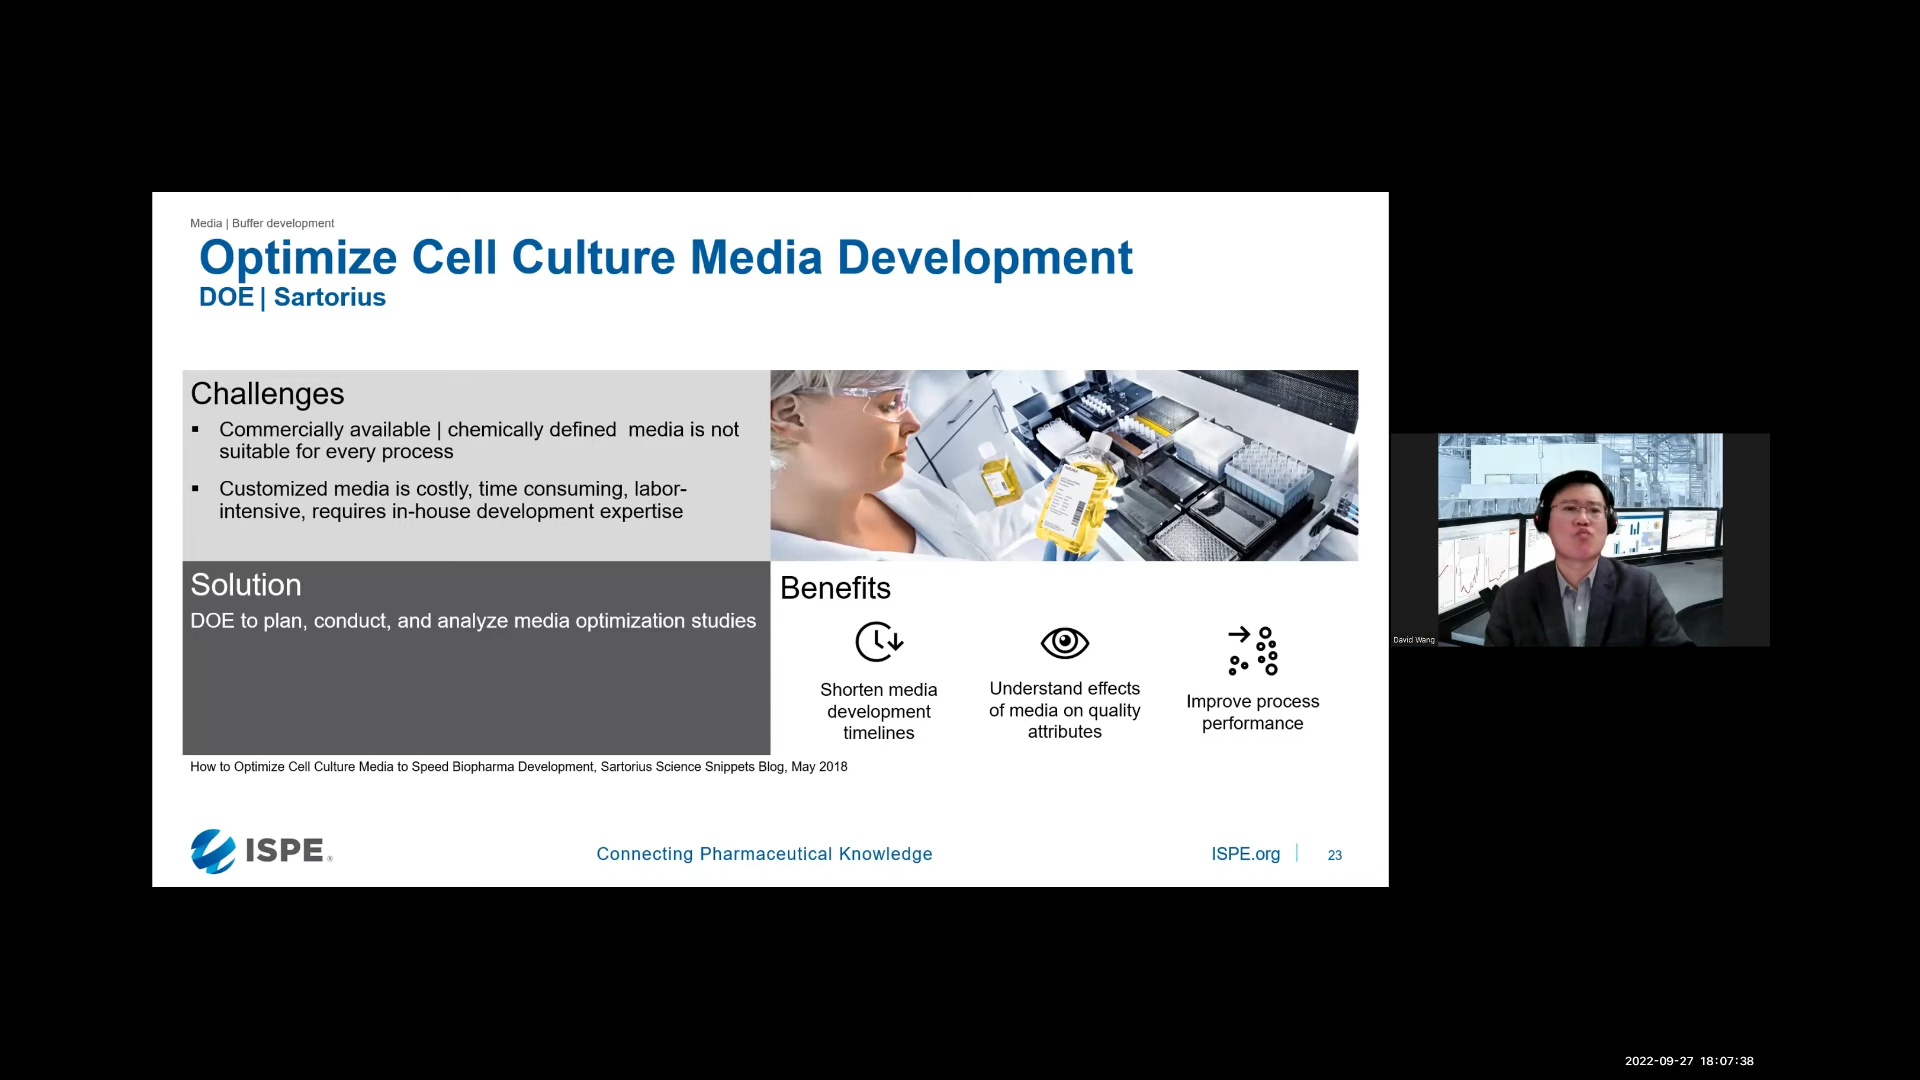 Media | Buffer development
Optimize Cell Culture Media Development
DOE | Sartorius
Challenges
▪ Commercially available | chemically defined  media is not
suitable for every process
▪ Customized media is costly, time consuming, labor-
intensive, requires in-house development expertise
Solution
DOE to plan, conduct, and analyze media optimization studies
Benefits
Shorten media
development
timelines
Understand effects
of media on quality
attributes
Improve process
performance
How to Optimize Cell Culture Media to Speed Biopharma Development, Sartorius Science Snippets Blog, May 2018
ISPE®
Connecting Pharmaceutical Knowledge
ISPE.org | 23
David Wang
2022-09-27 18:07:38